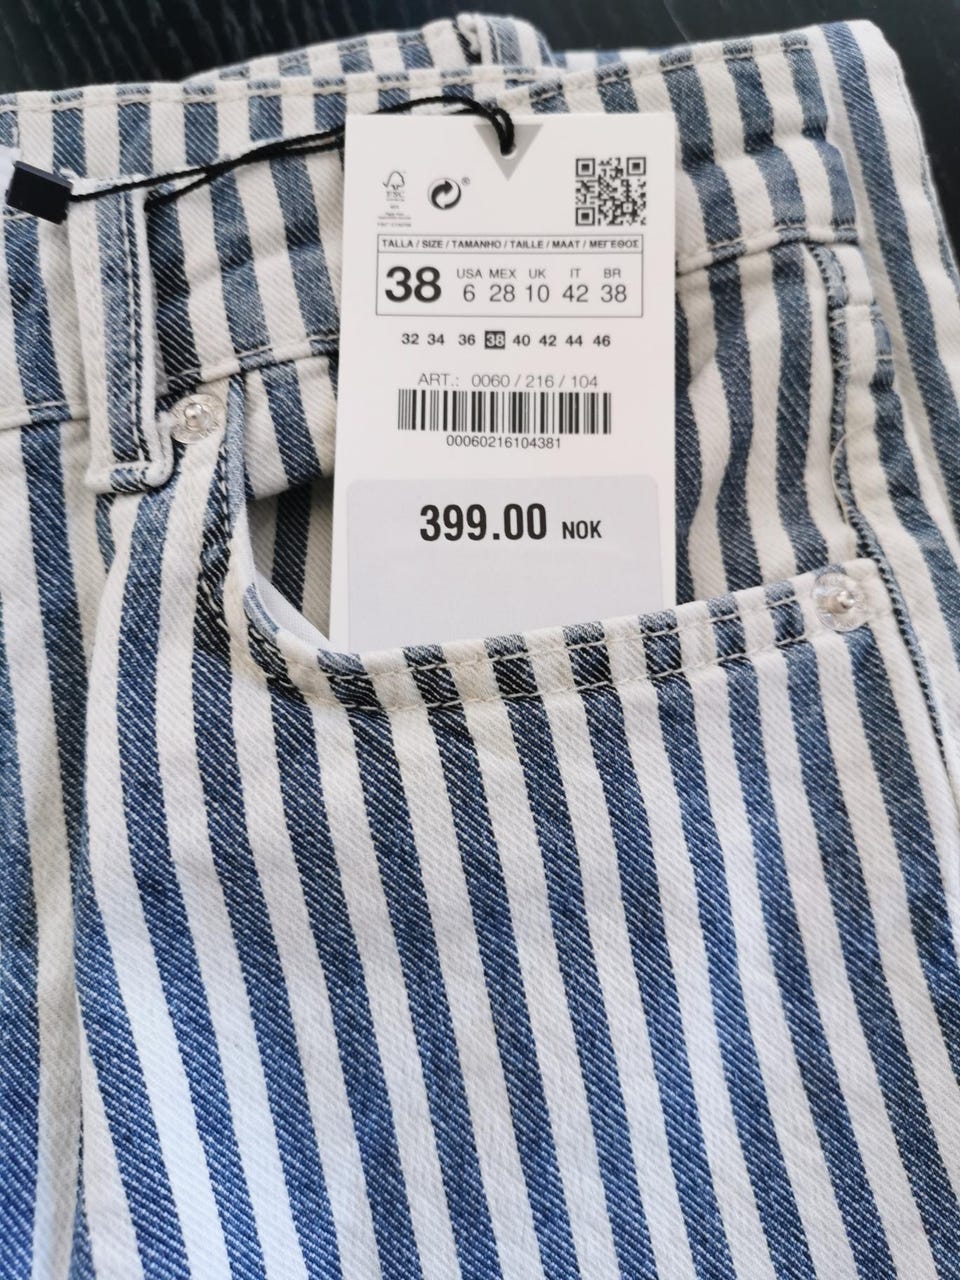 FSC
®
TALLA / SIZE / TAMANHO / TAILLE / MAAT / ΜΕΓΕΘΟΣ
38 USA MEX UK IT BR
6 28 10 42 38
32 34 36 38 40 42 44 46
ART.: 0060 / 216 / 104
00060216104381
399.00 NOK